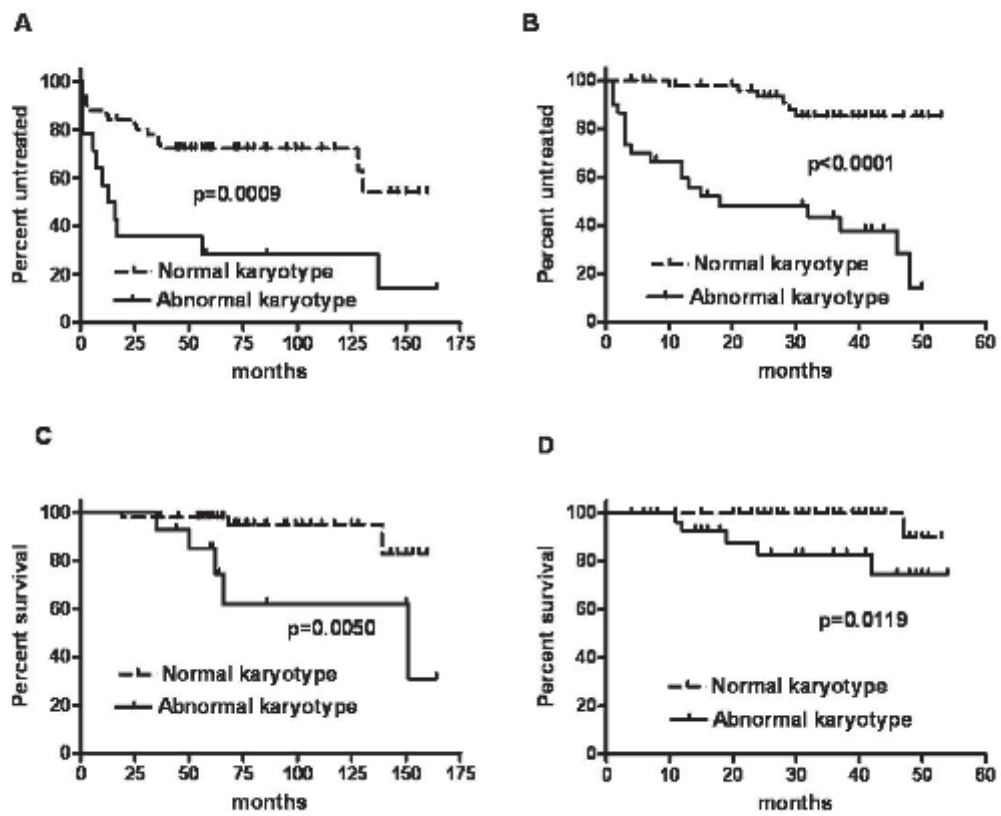 A
Percent untreated
100
80
60
40
20
0
p=0.0009
Normal karyotype
Abnormal karyotype
0 25 50 75 100 125 150 175
months
B
Percent untreated
100
80
60
40
20
0
p<0.0001
Normal karyotype
Abnormal karyotype
0 10 20 30 40 50 60
months
C
Percent survival
100
80
60
40
20
0
p=0.0050
Normal karyotype
Abnormal karyotype
0 25 50 75 100 125 150 175
months
D
Percent survival
100
80
60
40
20
0
p=0.0119
Normal karyotype
Abnormal karyotype
0 10 20 30 40 50 60
months